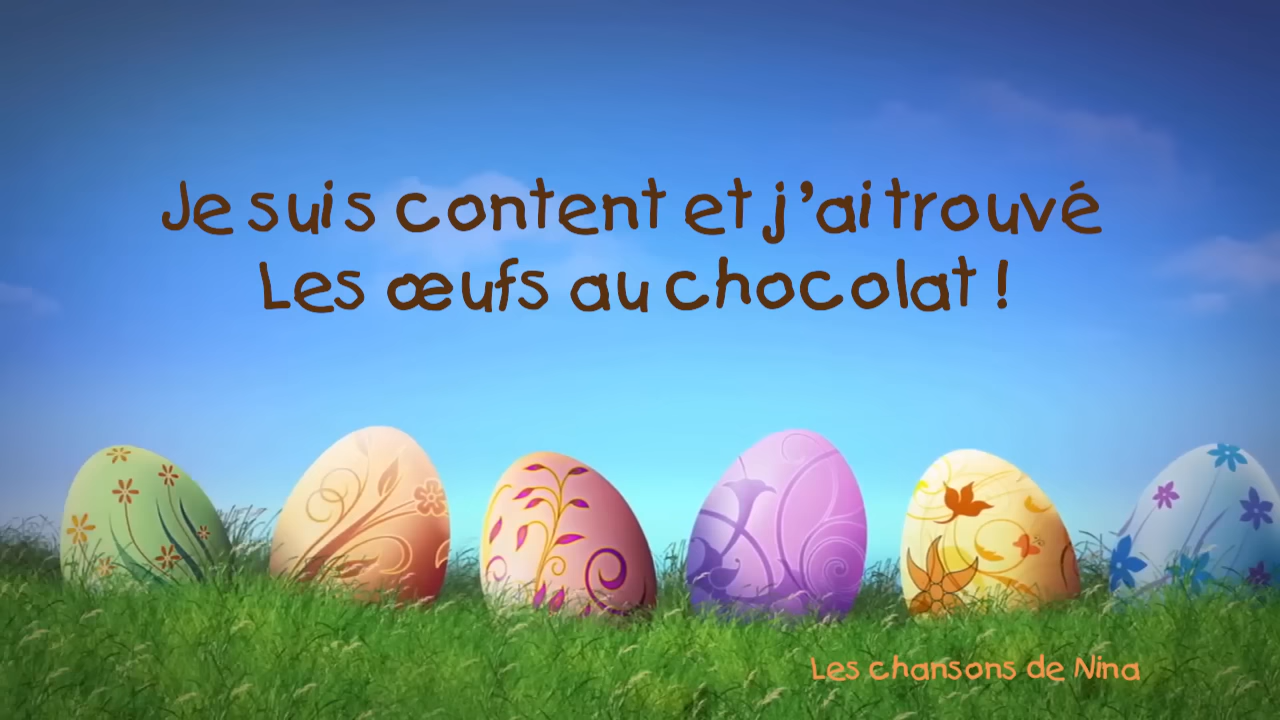 Je suis content et j'ai trouvé
Les œufs au chocolat !
Les chansons de Nina